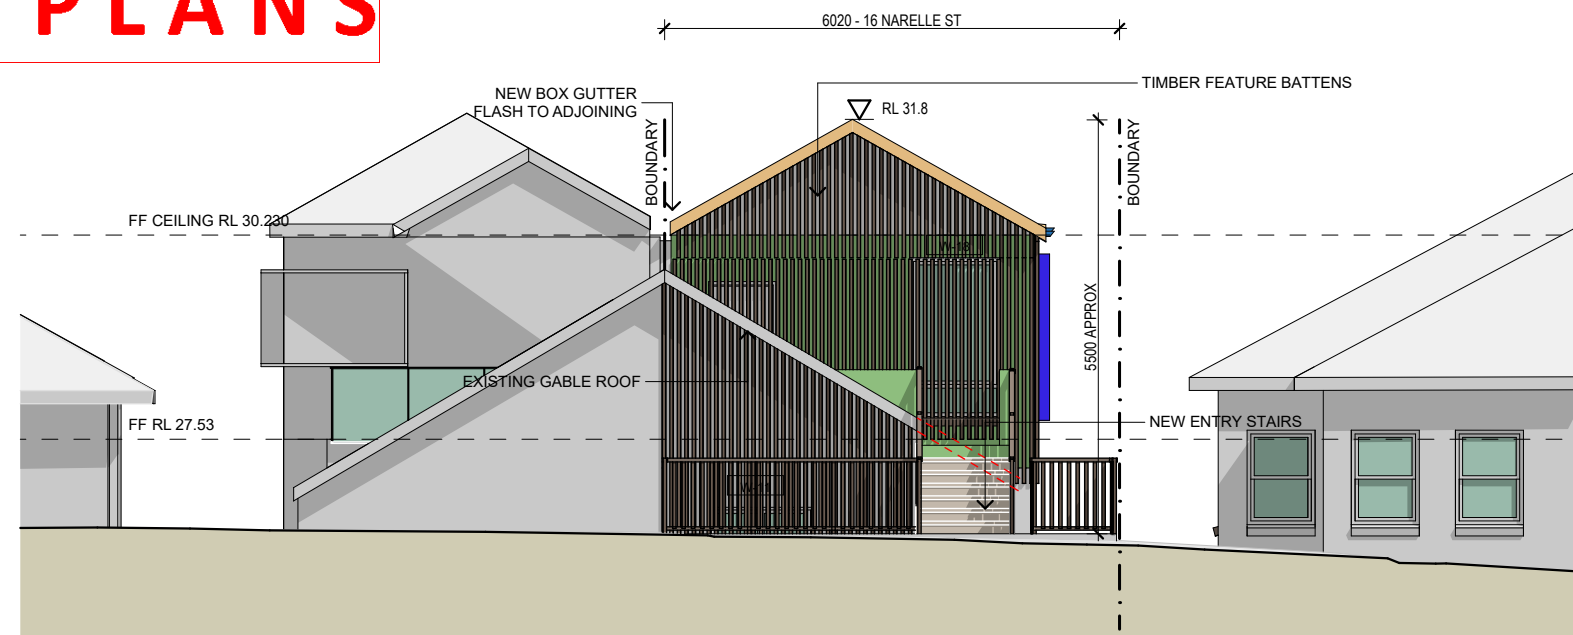 PLANS
6020 - 16 NARELLE ST
NEW BOX GUTTER
FLASH TO ADJOINING
TIMBER FEATURE BATTENS
RL 31.8
BOUNDARY
BOUNDARY
FF CEILING RL 30.230
W-18
5500 APPROX
EXISTING GABLE ROOF
FF RL 27.53
NEW ENTRY STAIRS